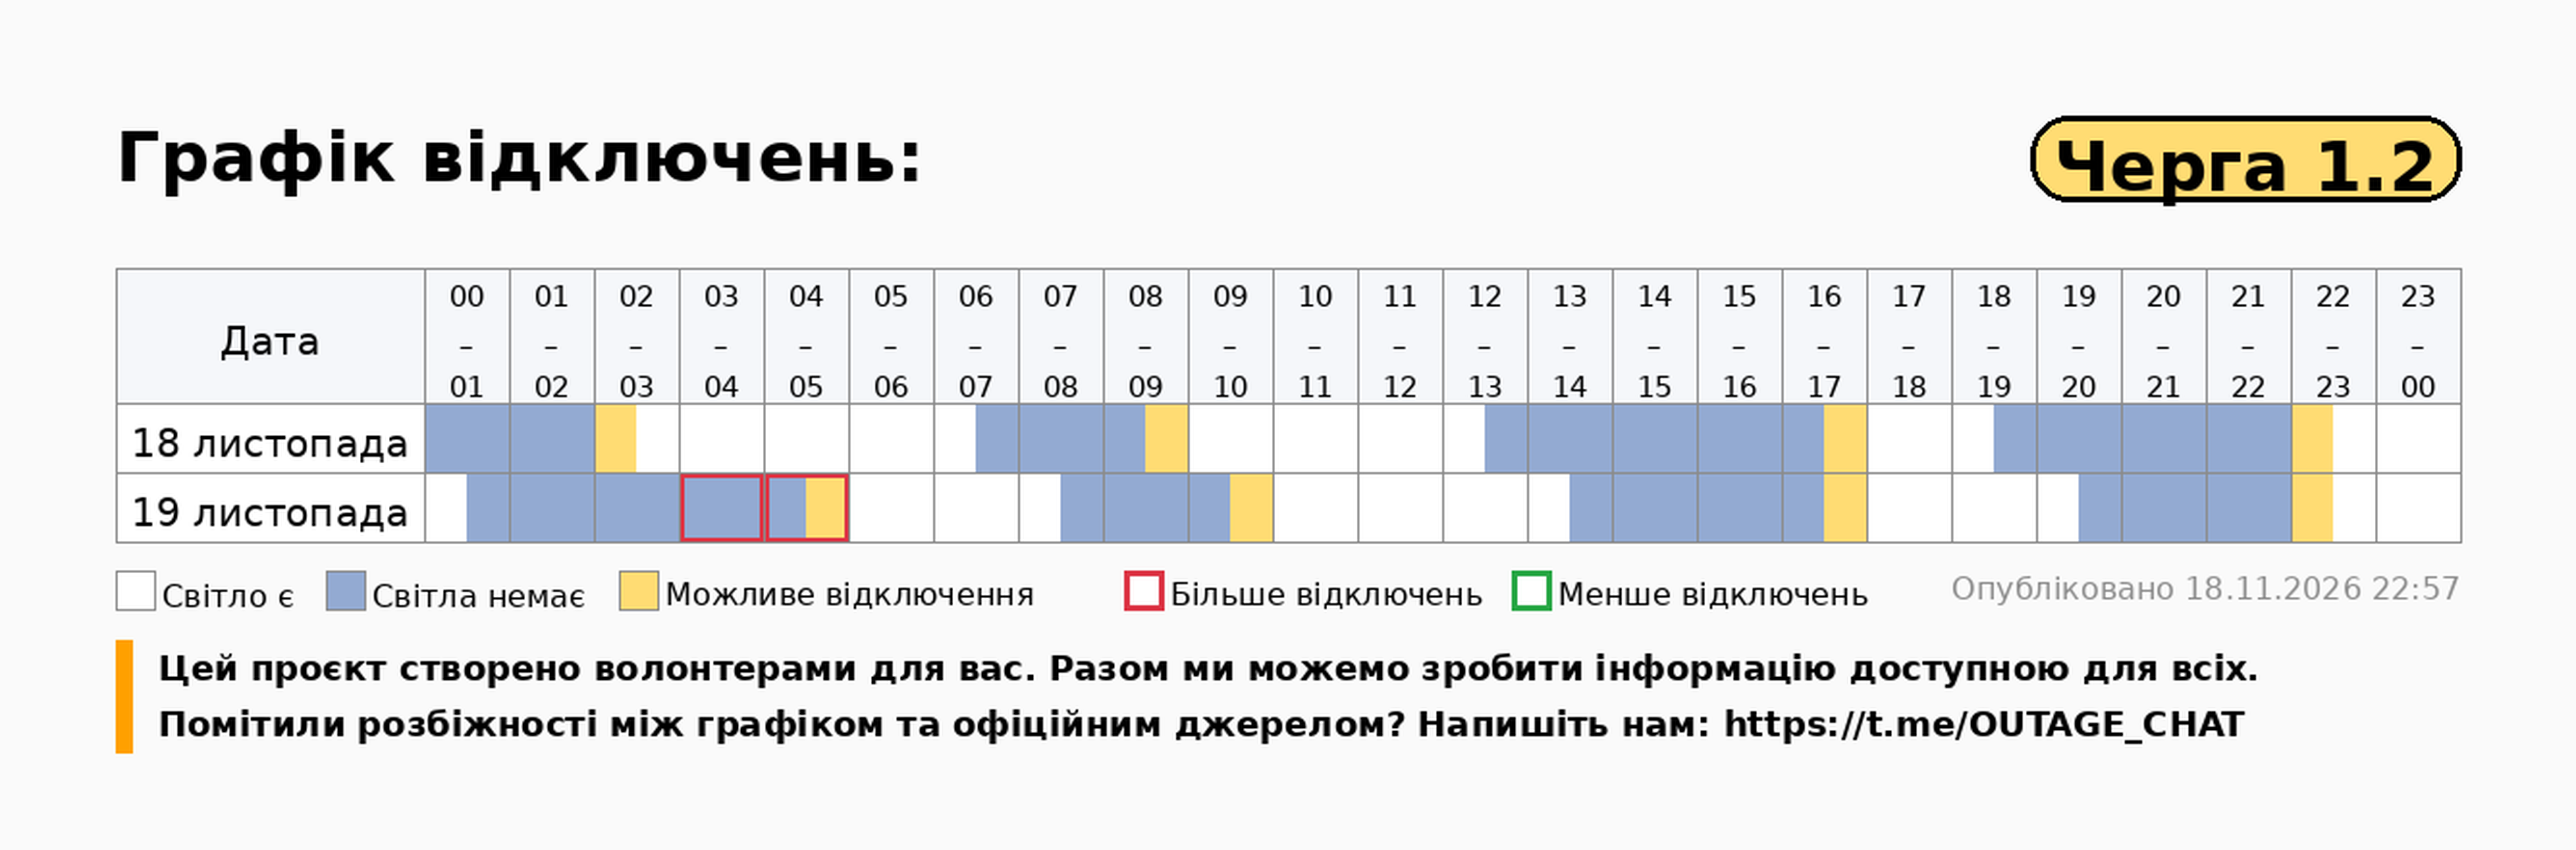 Графік відключень:
Черга 1.2
Дата
00 – 01
01 – 02
02 – 03
03 – 04
04 – 05
05 – 06
06 – 07
07 – 08
08 – 09
09 – 10
10 – 11
11 – 12
12 – 13
13 – 14
14 – 15
15 – 16
16 – 17
17 – 18
18 – 19
19 – 20
20 – 21
21 – 22
22 – 23
23 – 00
18 листопада
19 листопада
Світло є
Світла немає
Можливе відключення
Більше відключень
Менше відключень
Опубліковано 18.11.2026 22:57
Цей проєкт створено волонтерами для вас. Разом ми можемо зробити інформацію доступною для всіх.
Помітили розбіжності між графіком та офіційним джерелом? Напишіть нам: https://t.me/OUTAGE_CHAT